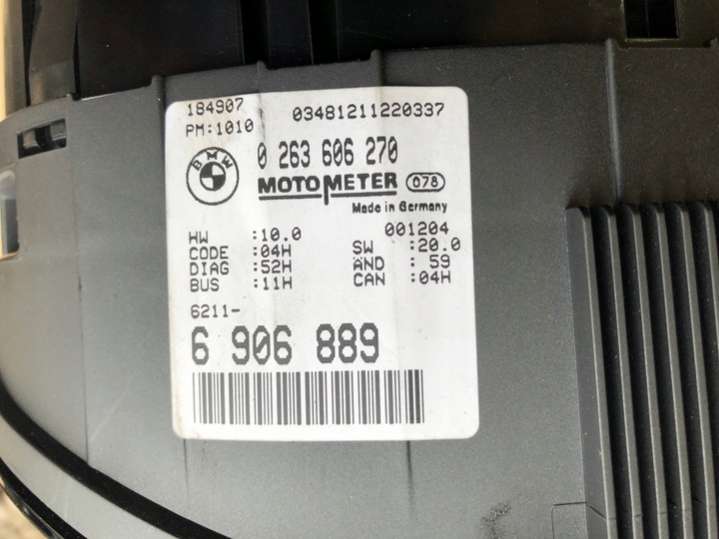 184907 03481211220337
PM:1010
BMW 0 263 606 270
MOTOMETER 078
Made in Germany
HW :10.0 001204
CODE :04H SW :20.0
DIAG :52H AND : 59
BUS :11H CAN :04H
6211-
6 906 889